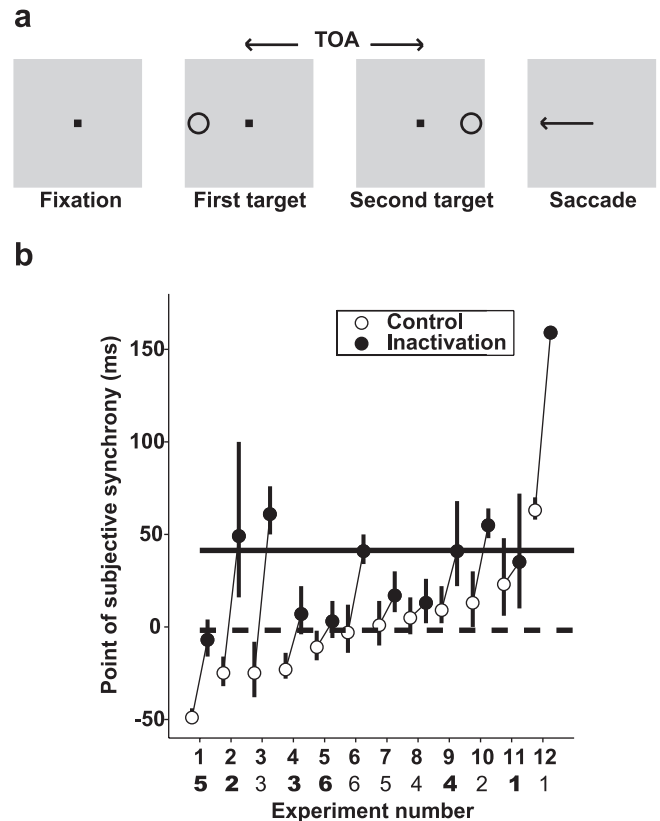 a
TOA
Fixation First target Second target Saccade
b
Control
Inactivation
Point of subjective synchrony (ms)
150
100
50
0
-50
1 2 3 4 5 6 7 8 9 10 11 12
5 2 3 3 6 6 5 4 4 2 1 1
Experiment number